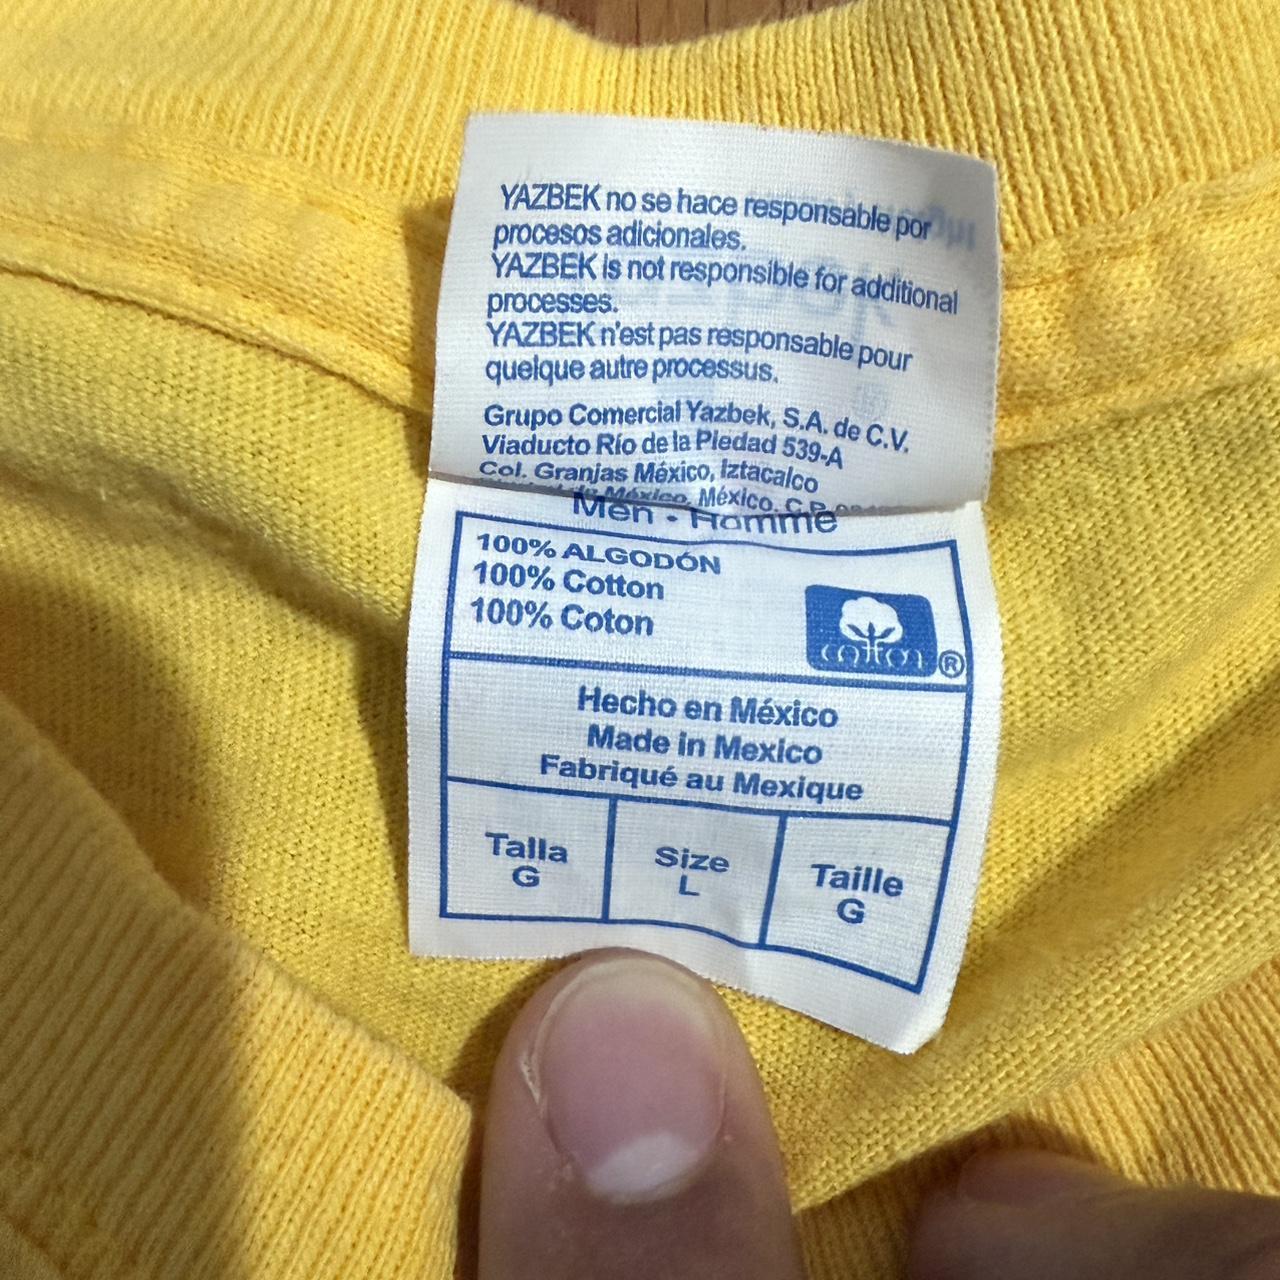 YAZBEK no se hace responsable por
procesos adicionales.
YAZBEK is not responsible for additional
processes.
YAZBEK n'est pas responsable pour
quelque autre processus.
Grupo Comercial Yazbek, S.A. de C.V.
Viaducto Río de la Piedad 539-A
Col. Granjas México, Iztacalco
de México, México, C.P.
Men • Homme
100% ALGODÓN
100% Cotton
100% Coton
cotton®
Hecho en México
Made in Mexico
Fabriqué au Mexique
Talla
G
Size
L
Taille
G